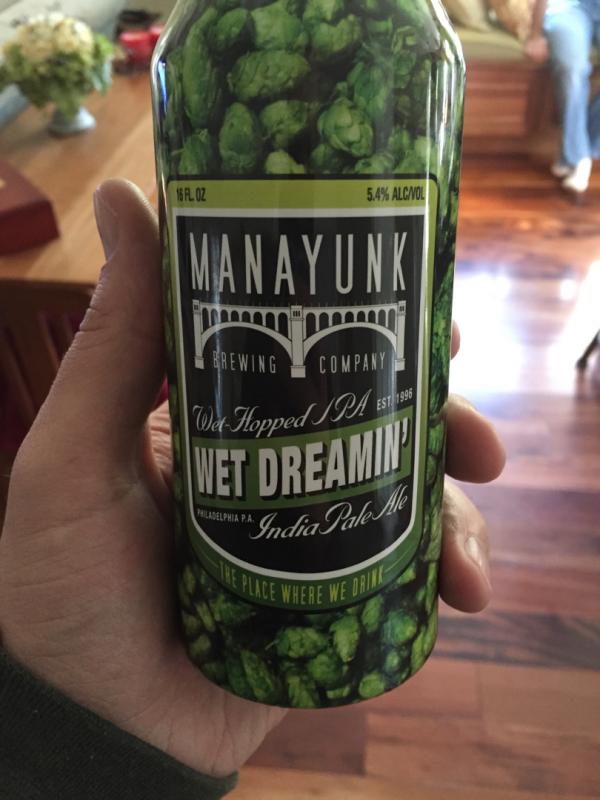 16 FL. OZ 5.4% ALC/VOL
MANAYUNK
BREWING COMPANY
EST. 1996
Wet-Hopped IPA
WET DREAMIN'
PHILADELPHIA P.A.
India Pale Ale
THE PLACE WHERE WE DRINK